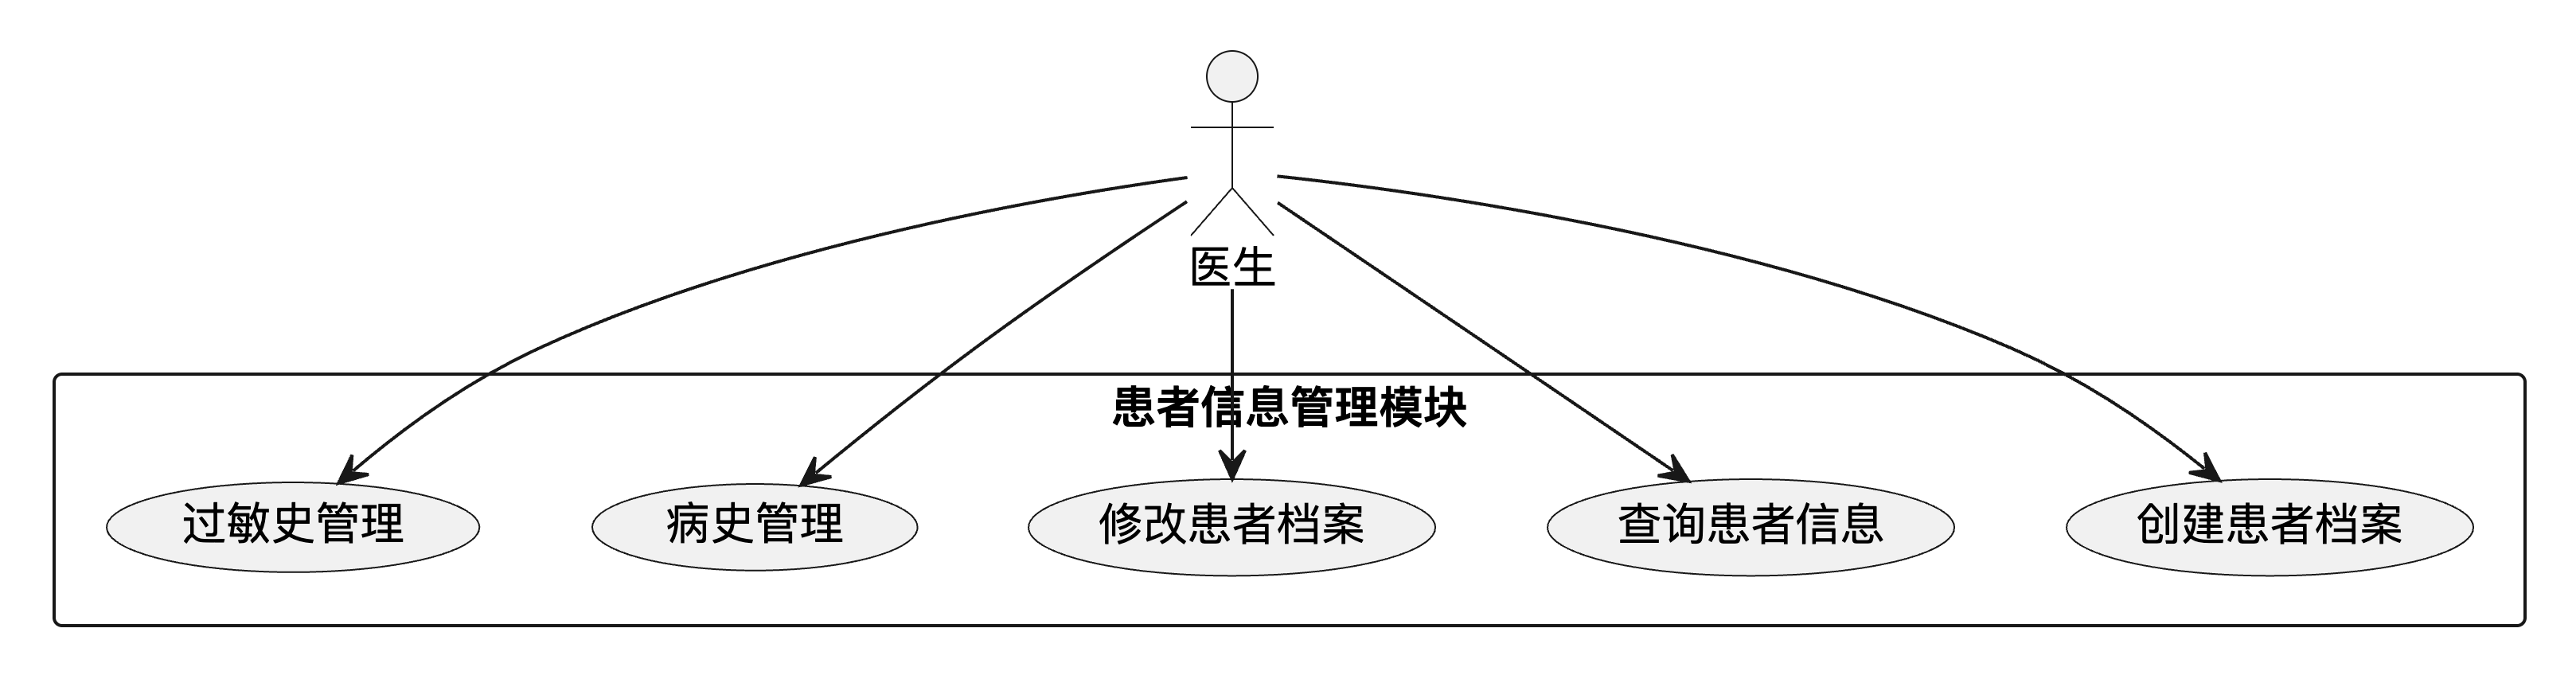 医生
患者信息管理模块
过敏史管理
病史管理
修改患者档案
查询患者信息
创建患者档案